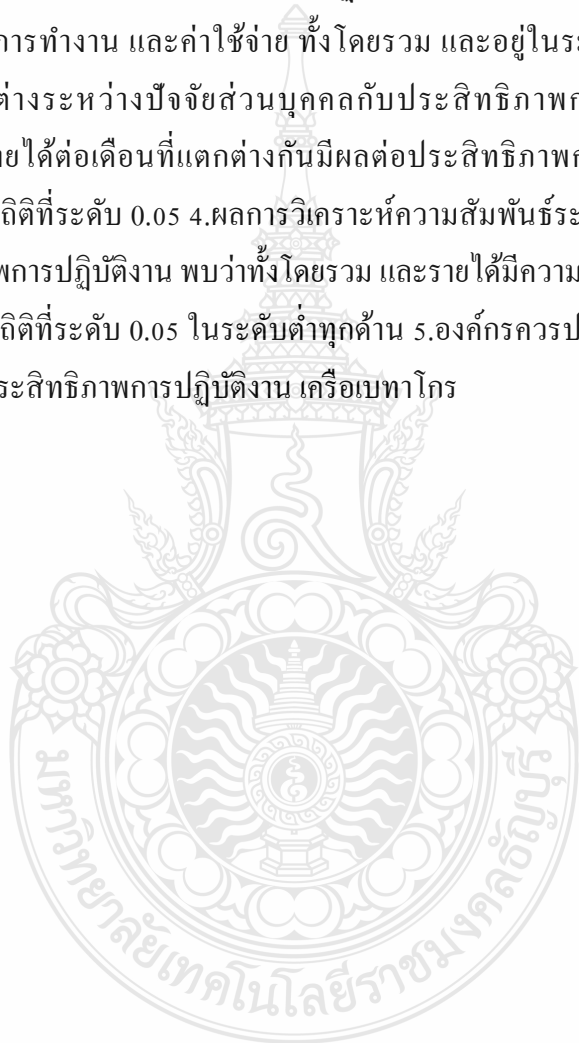 การทำงาน และค่าใช้จ่าย ทั้งโดยรวม และอยู่ในระ
ต่างระหว่างปัจจัยส่วนบุคคลกับประสิทธิภาพก
ายได้ต่อเดือนที่แตกต่างกันมีผลต่อประสิทธิภาพก
ถิติที่ระดับ 0.05 4.ผลการวิเคราะห์ความสัมพันธ์ระ
พการปฏิบัติงาน พบว่าทั้งโดยรวม และรายได้มีความ
ถิติที่ระดับ 0.05 ในระดับต่ำทุกด้าน 5.องค์กรควรป
ระสิทธิภาพการปฏิบัติงาน เครือเบทาโกร
มหาวิทยาลัยเทคโนโลยีราชมงคลธัญบุรี